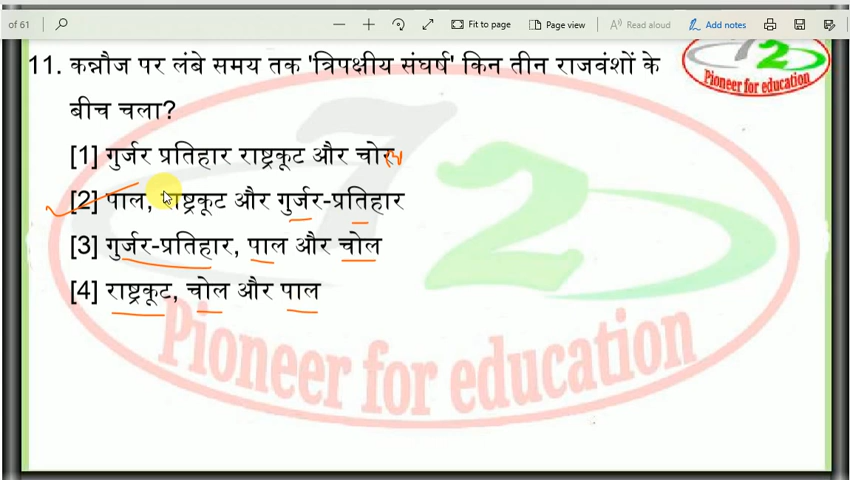 of 61
Fit to page
Page view
Read aloud
Add notes
11. कन्नौज पर लंबे समय तक 'त्रिपक्षीय संघर्ष' किन तीन राजवंशों के
बीच चला?
[1] गुर्जर प्रतिहार राष्ट्रकूट और चोर
[2] पाल, राष्ट्रकूट और गुर्जर-प्रतिहार
[3] गुर्जर-प्रतिहार, पाल और चोल
[4] राष्ट्रकूट, चोल और पाल
72
Pioneer for education
72
Pioneer for education